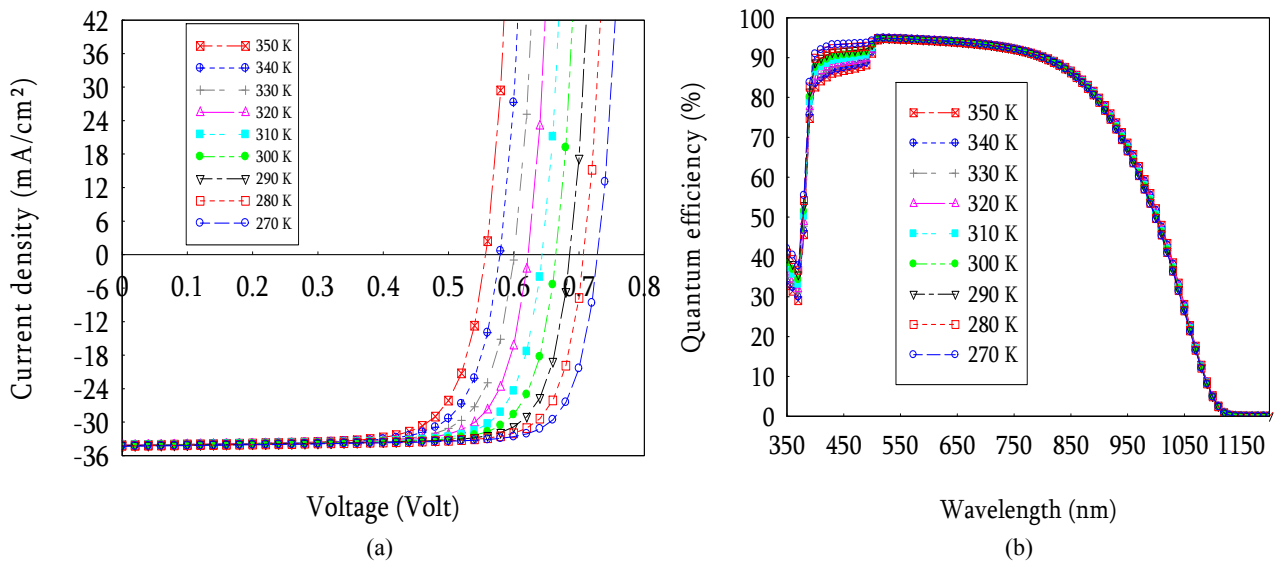 Current density (mA/cm²)
42
36
30
24
18
12
6
0
-6
-12
-18
-24
-30
-36
350 K
340 K
330 K
320 K
310 K
300 K
290 K
280 K
270 K
0 0.1 0.2 0.3 0.4 0.5 0.6 0.7 0.8
Voltage (Volt)
(a)
Quantum efficiency (%)
100
90
80
70
60
50
40
30
20
10
0
350 K
340 K
330 K
320 K
310 K
300 K
290 K
280 K
270 K
350 450 550 650 750 850 950 1050 1150
Wavelength (nm)
(b)